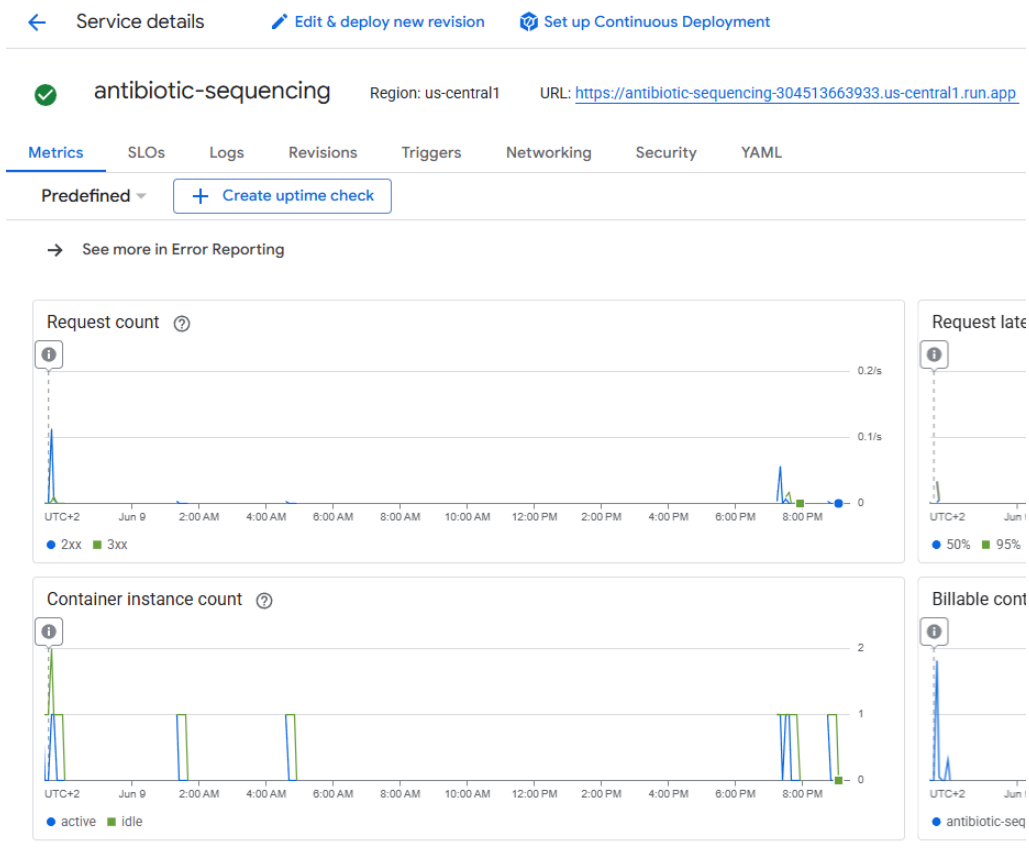 Service details Edit & deploy new revision Set up Continuous Deployment
antibiotic-sequencing Region: us-central1 URL: https://antibiotic-sequencing-304513663933.us-central1.run.app
Metrics SLOs Logs Revisions Triggers Networking Security YAML
Predefined + Create uptime check
See more in Error Reporting
Request count
0.2/s
0.1/s
0
UTC+2 Jun 9 2:00 AM 4:00 AM 6:00 AM 8:00 AM 10:00 AM 12:00 PM 2:00 PM 4:00 PM 6:00 PM 8:00 PM
2xx 3xx
Request late
UTC+2 Jun
50% 95%
Container instance count
2
1
0
UTC+2 Jun 9 2:00 AM 4:00 AM 6:00 AM 8:00 AM 10:00 AM 12:00 PM 2:00 PM 4:00 PM 6:00 PM 8:00 PM
active idle
Billable cont
UTC+2 Jun
antibiotic-seq